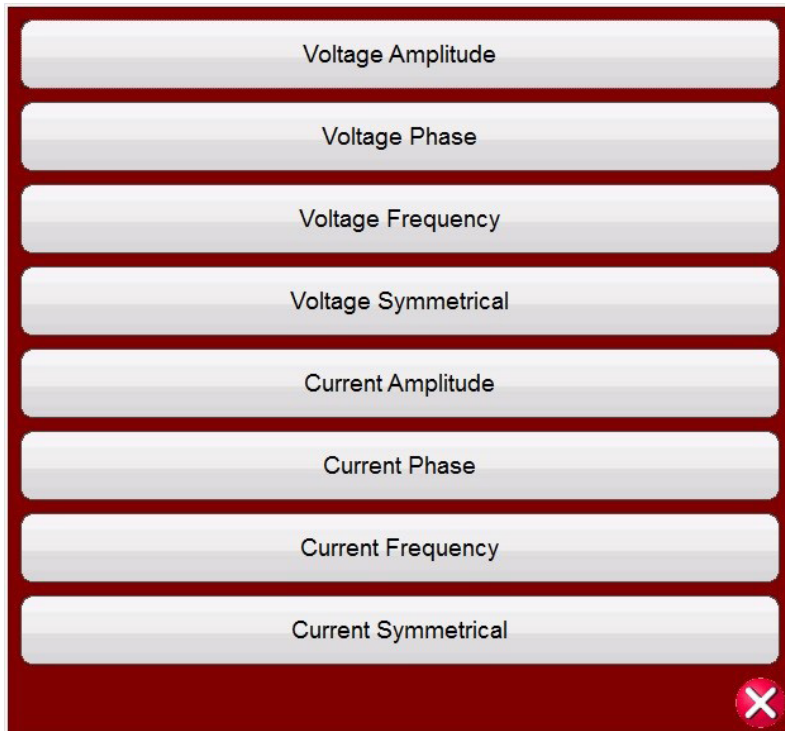 Voltage Amplitude
Voltage Phase
Voltage Frequency
Voltage Symmetrical
Current Amplitude
Current Phase
Current Frequency
Current Symmetrical